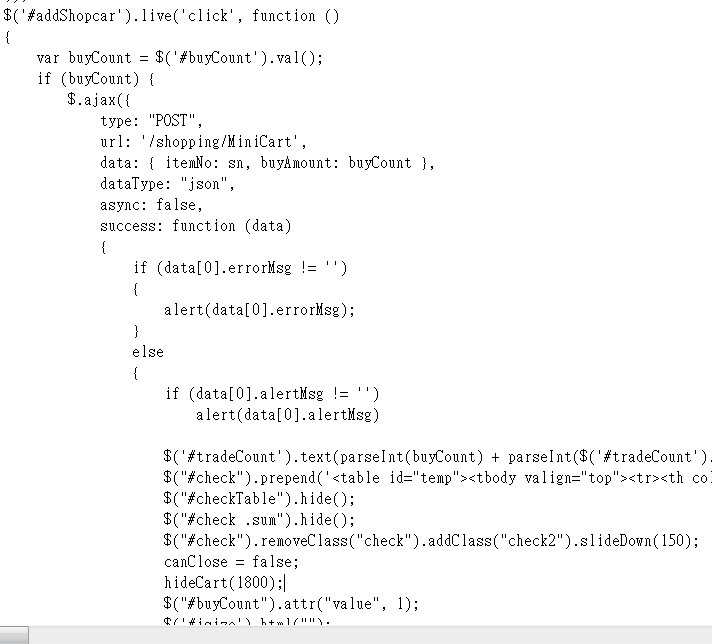 $('#addShopcar').live('click', function ()
{
var buyCount = $('#buyCount').val();
if (buyCount) {
$.ajax({
type: "POST",
url: '/shopping/MiniCart',
data: { itemNo: sn, buyAmount: buyCount },
dataType: "json",
async: false,
success: function (data)
{
if (data[0].errorMsg != '')
{
alert(data[0].errorMsg);
}
else
{
if (data[0].alertMsg != '')
alert(data[0].alertMsg)
$('#tradeCount').text(parseInt(buyCount) + parseInt($('#tradeCount').
$("#check").prepend('<table id="temp"><tbody valign="top"><tr><th col
$("#checkTable").hide();
$("#check .sum").hide();
$("#check").removeClass("check").addClass("check2").slideDown(150);
canClose = false;
hideCart(1800);
$("#buyCount").attr("value", 1);